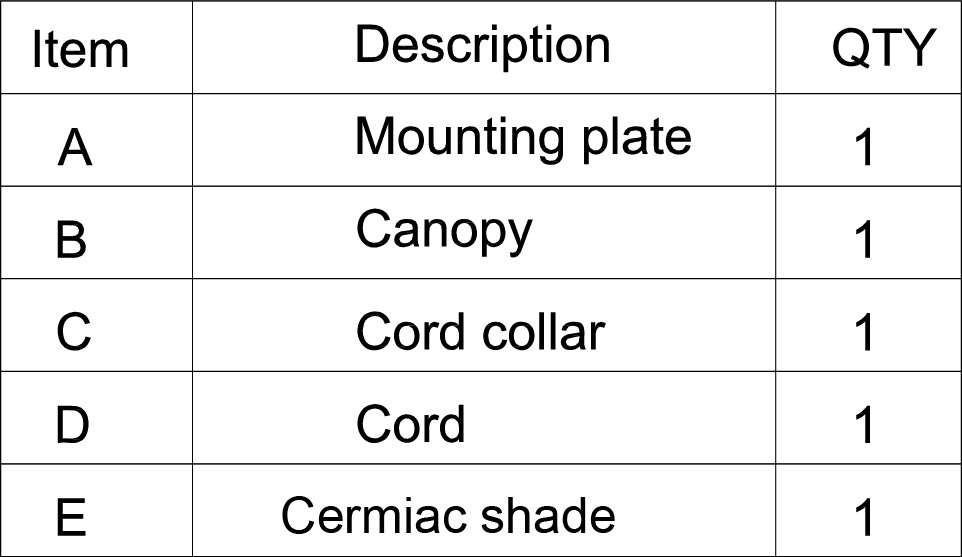 Item Description QTY
A Mounting plate 1
B Canopy 1
C Cord collar 1
D Cord 1
E Cermiac shade 1